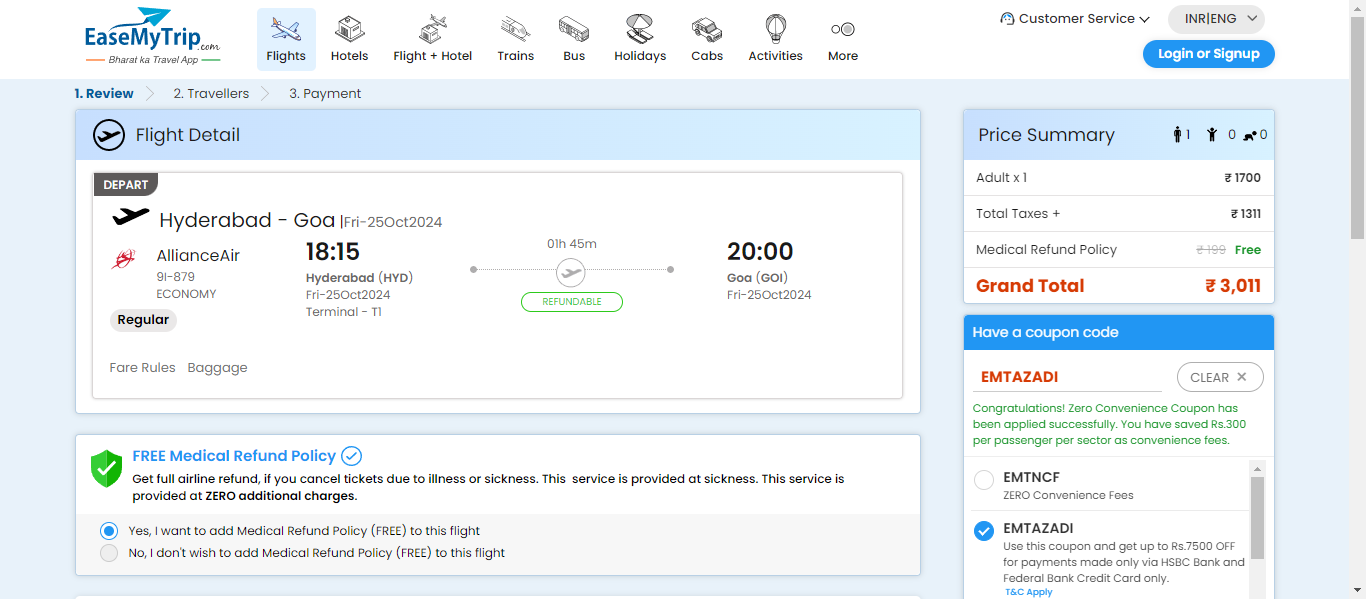 EaseMyTrip.com
Bharat ka Travel App
Flights
Hotels
Flight + Hotel
Trains
Bus
Holidays
Cabs
Activities
More
Customer Service
INR|ENG
Login or Signup
1. Review
2. Travellers
3. Payment
Flight Detail
DEPART
Hyderabad - Goa |Fri-25Oct2024
AllianceAir
9I-879
ECONOMY
Regular
18:15
Hyderabad (HYD)
Fri-25Oct2024
Terminal - T1
01h 45m
REFUNDABLE
20:00
Goa (GOI)
Fri-25Oct2024
Fare Rules Baggage
FREE Medical Refund Policy
Get full airline refund, if you cancel tickets due to illness or sickness. This service is provided at sickness. This service is
provided at ZERO additional charges.
Yes, I want to add Medical Refund Policy (FREE) to this flight
No, I don't wish to add Medical Refund Policy (FREE) to this flight
Price Summary 1 0 0
Adult x 1 ₹ 1700
Total Taxes + ₹ 1311
Medical Refund Policy ₹ 199 Free
Grand Total ₹ 3,011
Have a coupon code
EMTAZADI CLEAR ✕
Congratulations! Zero Convenience Coupon has
been applied successfully. You have saved Rs.300
per passenger per sector as convenience fees.
EMTNCF
ZERO Convenience Fees
EMTAZADI
Use this coupon and get up to Rs.7500 OFF
for payments made only via HSBC Bank and
Federal Bank Credit Card only.
T&C Apply